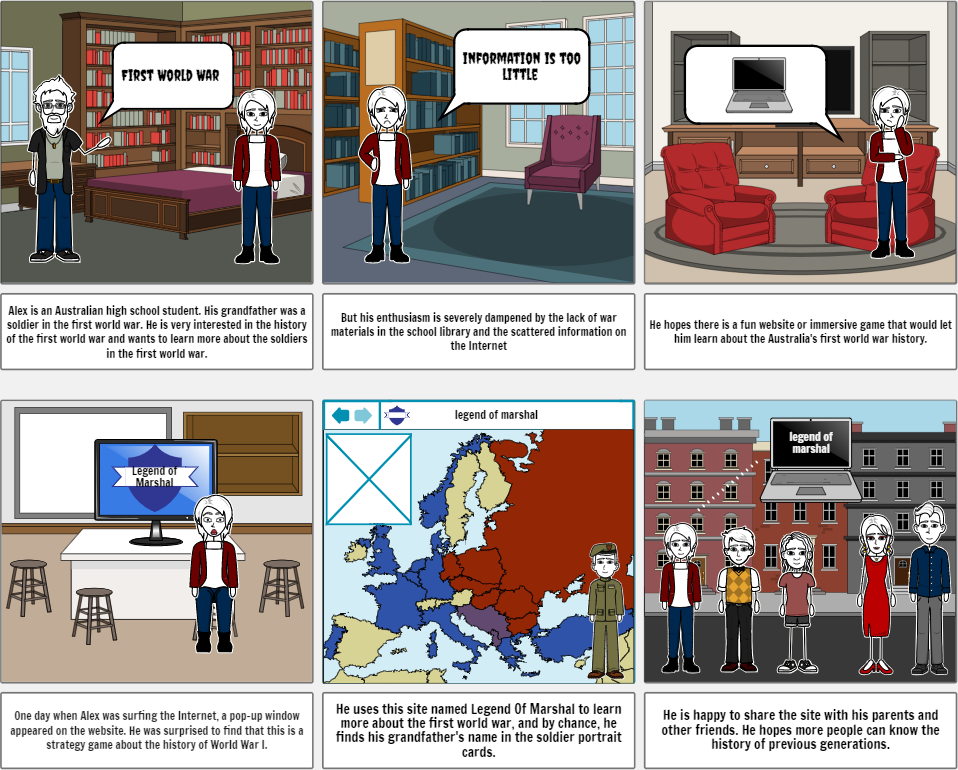 FIRST WORLD WAR
INFORMATION IS TOO
LITTLE
Alex is an Australian high school student. His grandfather was a
soldier in the first world war. He is very interested in the history
of the first world war and wants to learn more about the soldiers
in the first world war.
But his enthusiasm is severely dampened by the lack of war
materials in the school library and the scattered information on
the Internet
He hopes there is a fun website or immersive game that would let
him learn about the Australia's first world war history.
Legend of
Marshal
legend of marshal
legend of
marshal
One day when Alex was surfing the Internet, a pop-up window
appeared on the website. He was surprised to find that this is a
strategy game about the history of World War I.
He uses this site named Legend Of Marshal to learn
more about the first world war, and by chance, he
finds his grandfather's name in the soldier portrait
cards.
He is happy to share the site with his parents and
other friends. He hopes more people can know the
history of previous generations.